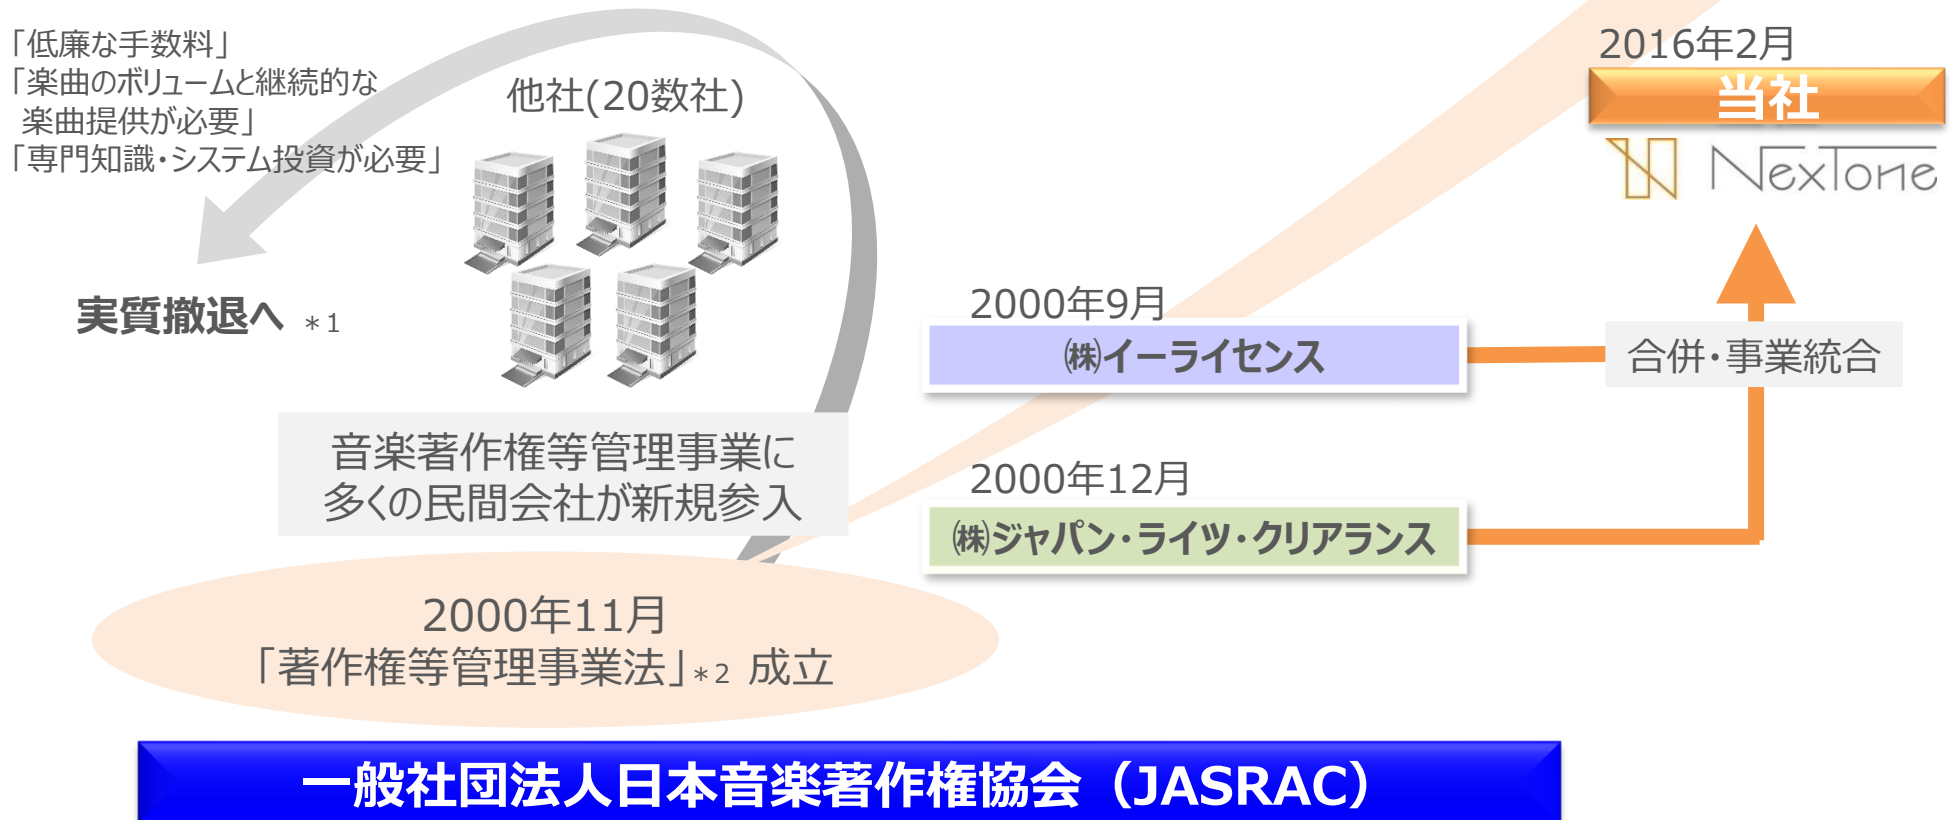 「低廉な手数料」
「楽曲のボリュームと継続的な
楽曲提供が必要」
「専門知識・システム投資が必要」
他社(20数社)
実質撤退へ *1
音楽著作権等管理事業に
多くの民間会社が新規参入
2000年11月
「著作権等管理事業法」*2 成立
2016年2月
当社
NexTone
2000年9月
㈱イーライセンス
合併・事業統合
2000年12月
㈱ジャパン・ライツ・クリアランス
一般社団法人日本音楽著作権協会（JASRAC）